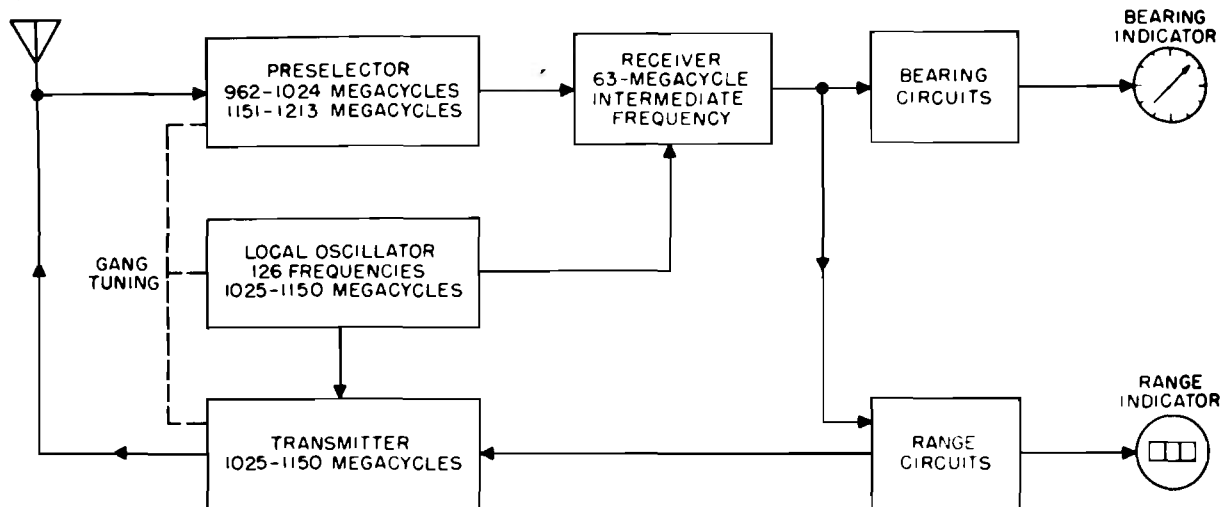 PRESELECTOR
962-1024 MEGACYCLES
1151-1213 MEGACYCLES
RECEIVER
63-MEGACYCLE
INTERMEDIATE
FREQUENCY
BEARING
CIRCUITS
BEARING
INDICATOR
GANG
TUNING
LOCAL OSCILLATOR
126 FREQUENCIES
1025-1150 MEGACYCLES
TRANSMITTER
1025-1150 MEGACYCLES
RANGE
CIRCUITS
RANGE
INDICATOR